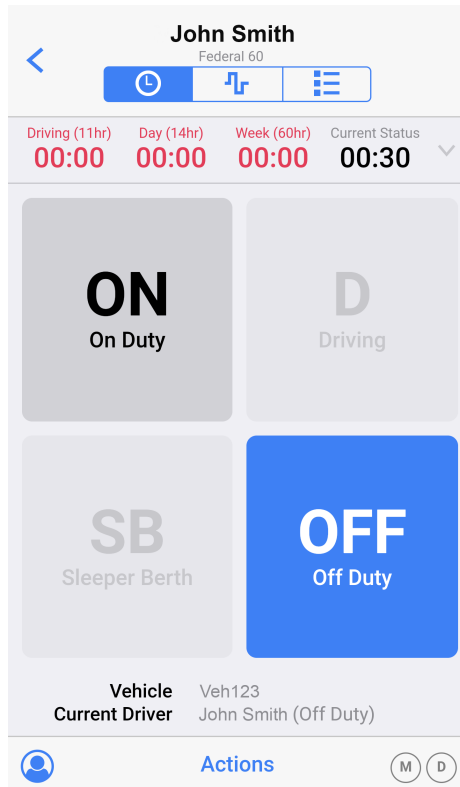 John Smith
Federal 60
Driving (11hr) Day (14hr) Week (60hr) Current Status
00:00 00:00 00:00 00:30
ON D
On Duty Driving
SB OFF
Sleeper Berth Off Duty
Vehicle Veh123
Current Driver John Smith (Off Duty)
Actions M D